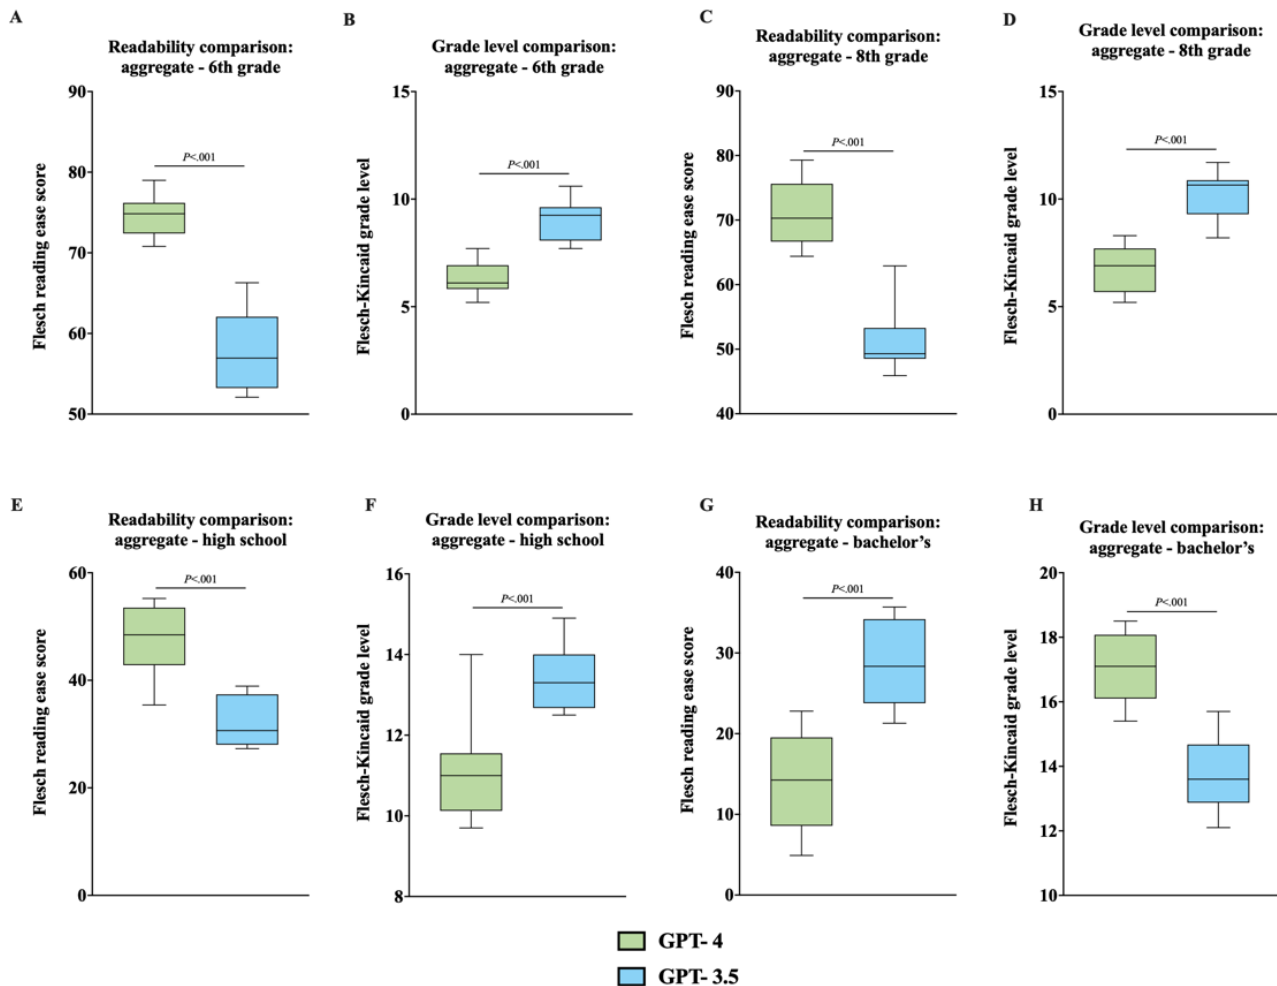 A
Readability comparison:
aggregate - 6th grade
Flesch reading ease score
90
80
70
60
50
P<.001
B
Grade level comparison:
aggregate - 6th grade
Flesch-Kincaid grade level
15
10
5
0
P<.001
C
Readability comparison:
aggregate - 8th grade
Flesch reading ease score
90
80
70
60
50
40
P<.001
D
Grade level comparison:
aggregate - 8th grade
Flesch-Kincaid grade level
15
10
5
0
P<.001
E
Readability comparison:
aggregate - high school
Flesch reading ease score
60
40
20
0
P<.001
F
Grade level comparison:
aggregate - high school
Flesch-Kincaid grade level
16
14
12
10
8
P<.001
G
Readability comparison:
aggregate - bachelor’s
Flesch reading ease score
40
30
20
10
0
P<.001
H
Grade level comparison:
aggregate - bachelor’s
Flesch-Kincaid grade level
20
18
16
14
12
10
P<.001
GPT- 4
GPT- 3.5